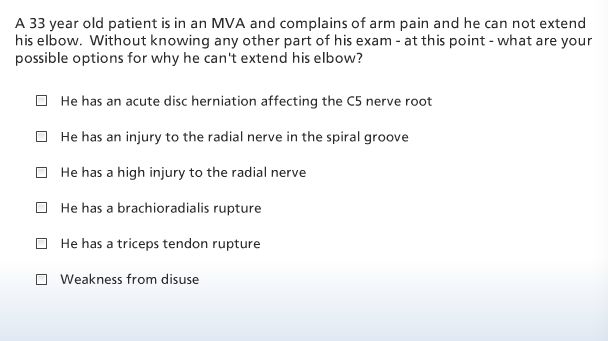 A 33 year old patient is in an MVA and complains of arm pain and he can not extend
his elbow.  Without knowing any other part of his exam - at this point - what are your
possible options for why he can't extend his elbow?
He has an acute disc herniation affecting the C5 nerve root
He has an injury to the radial nerve in the spiral groove
He has a high injury to the radial nerve
He has a brachioradialis rupture
He has a triceps tendon rupture
Weakness from disuse